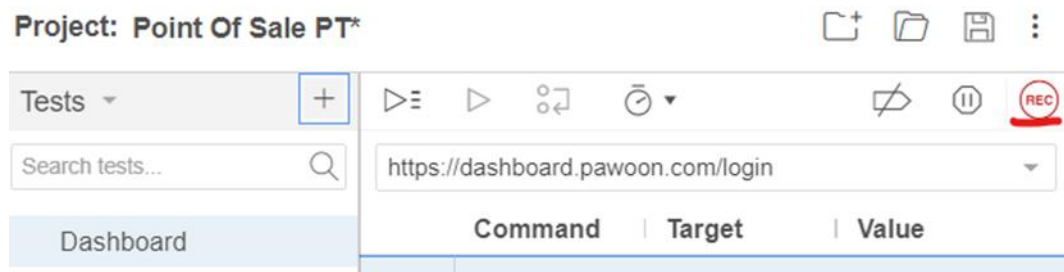 Project: Point Of Sale PT*
Tests
REC
Search tests...
https://dashboard.pawoon.com/login
Command Target Value
Dashboard